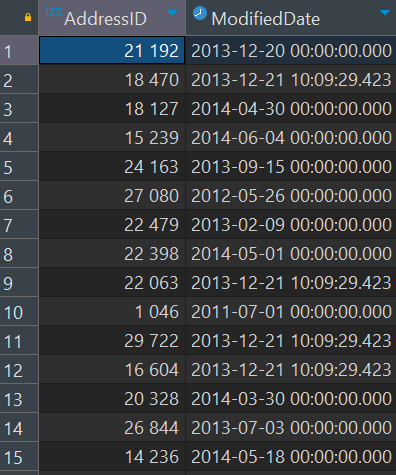 123 AddressID ModifiedDate
1 21 192 2013-12-20 00:00:00.000
2 18 470 2013-12-21 10:09:29.423
3 18 127 2014-04-30 00:00:00.000
4 15 239 2014-06-04 00:00:00.000
5 24 163 2013-09-15 00:00:00.000
6 27 080 2012-05-26 00:00:00.000
7 22 479 2013-02-09 00:00:00.000
8 22 398 2014-05-01 00:00:00.000
9 22 063 2013-12-21 10:09:29.423
10 1 046 2011-07-01 00:00:00.000
11 29 722 2013-12-21 10:09:29.423
12 16 604 2013-12-21 10:09:29.423
13 20 328 2014-03-30 00:00:00.000
14 26 844 2013-07-03 00:00:00.000
15 14 236 2014-05-18 00:00:00.000